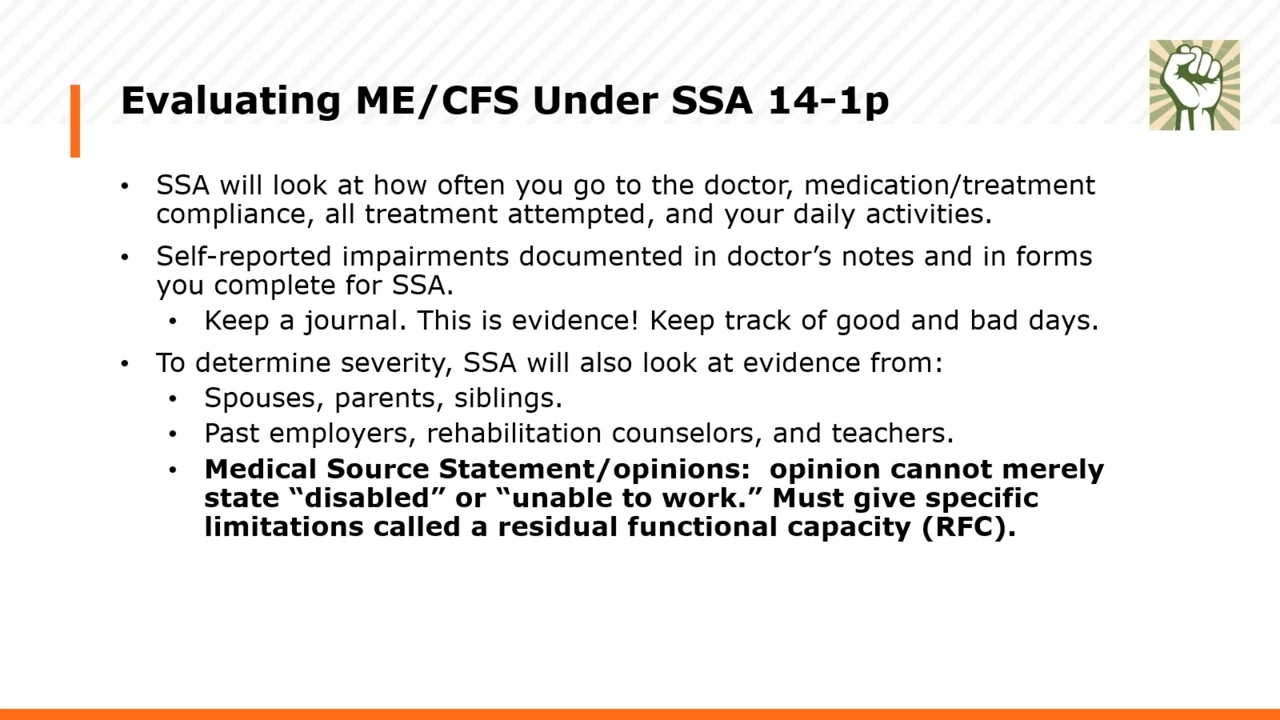 Evaluating ME/CFS Under SSA 14-1p
• SSA will look at how often you go to the doctor, medication/treatment
compliance, all treatment attempted, and your daily activities.
• Self-reported impairments documented in doctor’s notes and in forms
you complete for SSA.
• Keep a journal. This is evidence! Keep track of good and bad days.
• To determine severity, SSA will also look at evidence from:
• Spouses, parents, siblings.
• Past employers, rehabilitation counselors, and teachers.
• Medical Source Statement/opinions:  opinion cannot merely
state “disabled” or “unable to work.” Must give specific
limitations called a residual functional capacity (RFC).